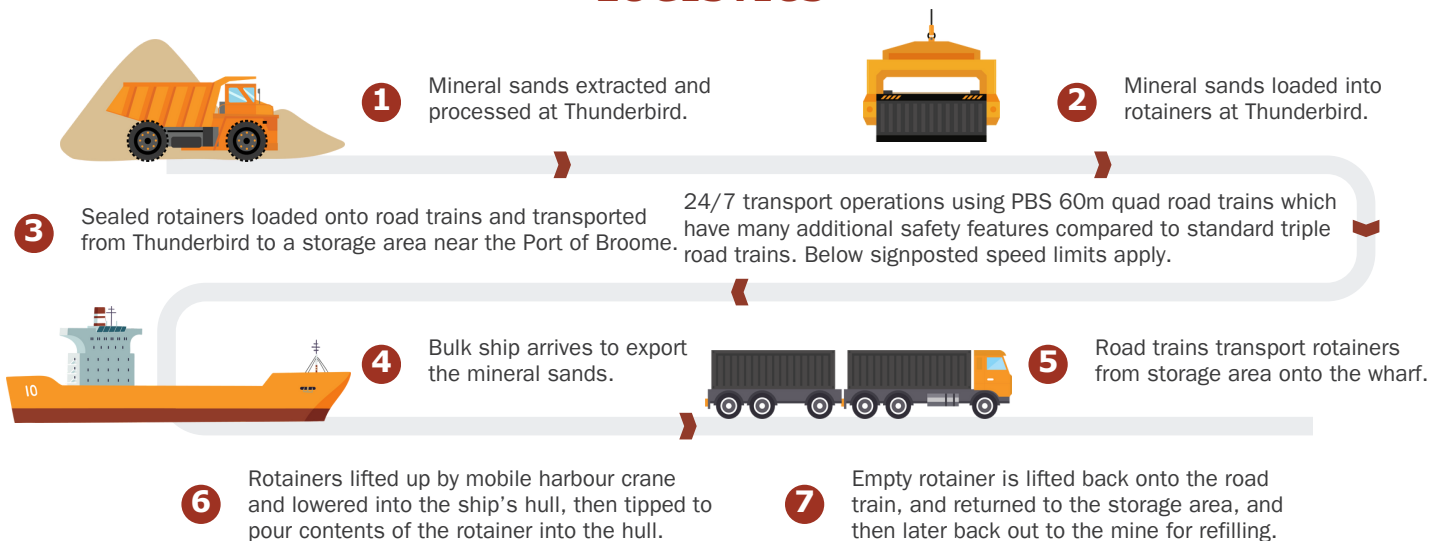 LOGISTICS
1
Mineral sands extracted and
processed at Thunderbird.
2
Mineral sands loaded into
rotainers at Thunderbird.
3
Sealed rotainers loaded onto road trains and transported
from Thunderbird to a storage area near the Port of Broome.
24/7 transport operations using PBS 60m quad road trains which
have many additional safety features compared to standard triple
road trains. Below signposted speed limits apply.
10
4
Bulk ship arrives to export
the mineral sands.
5
Road trains transport rotainers
from storage area onto the wharf.
6
Rotainers lifted up by mobile harbour crane
and lowered into the ship’s hull, then tipped to
pour contents of the rotainer into the hull.
7
Empty rotainer is lifted back onto the road
train, and returned to the storage area, and
then later back out to the mine for refilling.